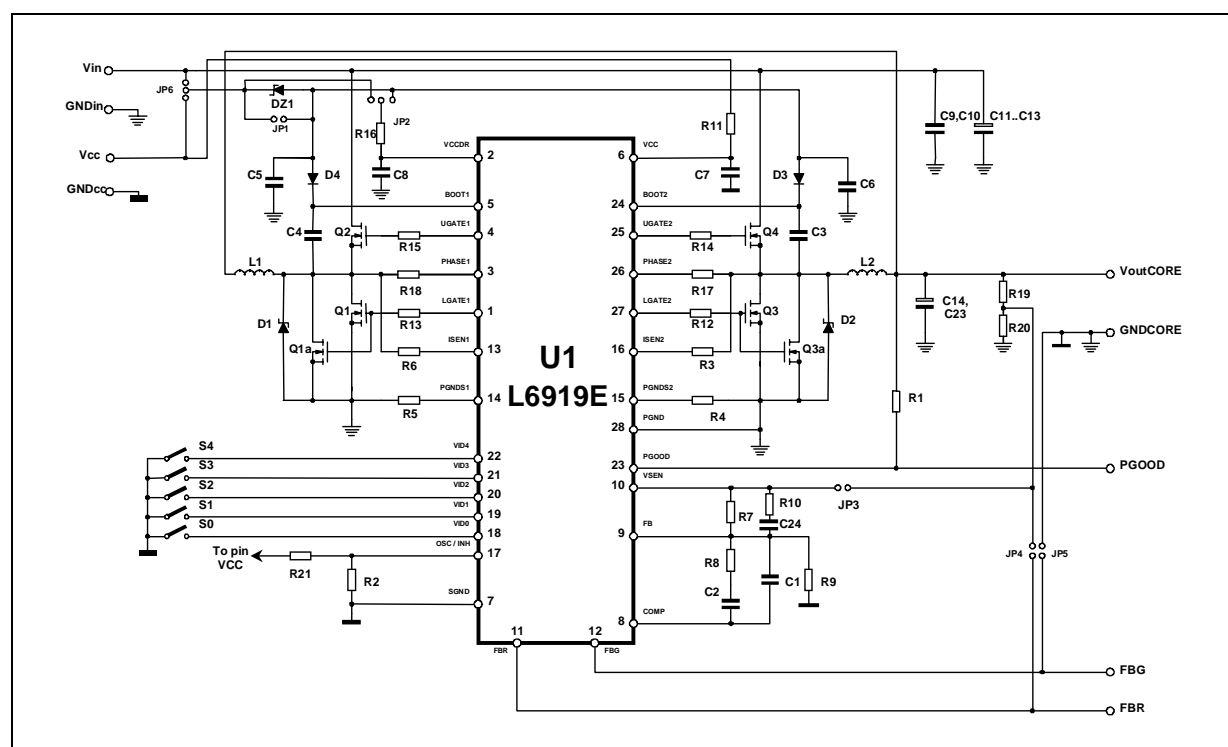 Vin
JP6
DZ1
JP1
GNDin
Vcc
GNDcc
JP2
R16
R11
C9,C10
C11..C13
VCCDR
2
VCC
6
C5
D4
C8
C7
D3
C6
BOOT1
5
BOOT2
24
C4
Q2
UGATE1
4
R15
UGATE2
25
R14
Q4
C3
L1
PHASE1
3
R18
PHASE2
26
R17
L2
VoutCORE
Q1
LGATE1
1
R13
LGATE2
27
R12
Q3
D1
D2
C14,
C23
R19
R20
Q1a
Q3a
GNDCORE
ISEN1
13
R6
ISEN2
16
R3
U1
L6919E
PGNDS1
14
R5
PGNDS2
15
R4
R1
PGND
28
S4
VID4
22
PGOOD
23
PGOOD
S3
VID3
21
VSEN
10
S2
VID2
20
R7
R10
JP3
S1
VID1
19
C24
S0
VID0
18
FB
9
OSC / INH
17
To pin
VCC
R21
R2
R8
C1
R9
JP4
JP5
C2
SGND
7
COMP
8
11
12
FBR
FBG
FBG
FBR